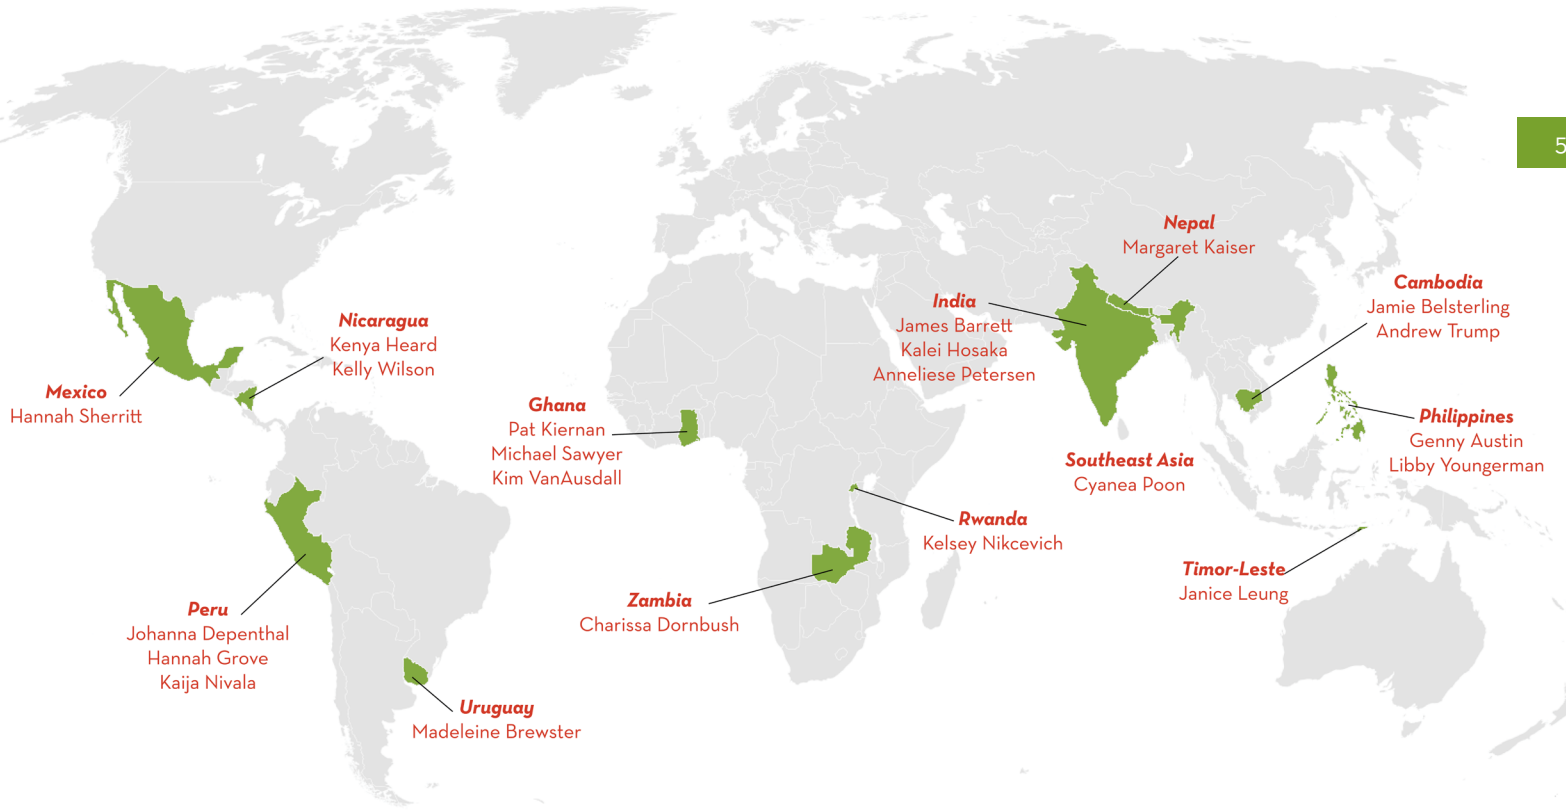 5
Nepal
Margaret Kaiser
Cambodia
Jamie Belsterling
Andrew Trump
India
James Barrett
Kalei Hosaka
Anneliese Petersen
Nicaragua
Kenya Heard
Kelly Wilson
Mexico
Hannah Sherritt
Ghana
Pat Kiernan
Michael Sawyer
Kim VanAusdall
Philippines
Genny Austin
Libby Youngerman
Southeast Asia
Cyanea Poon
Rwanda
Kelsey Nikcevich
Timor-Leste
Janice Leung
Zambia
Charissa Dornbush
Peru
Johanna Depenthal
Hannah Grove
Kaija Nivala
Uruguay
Madeleine Brewster